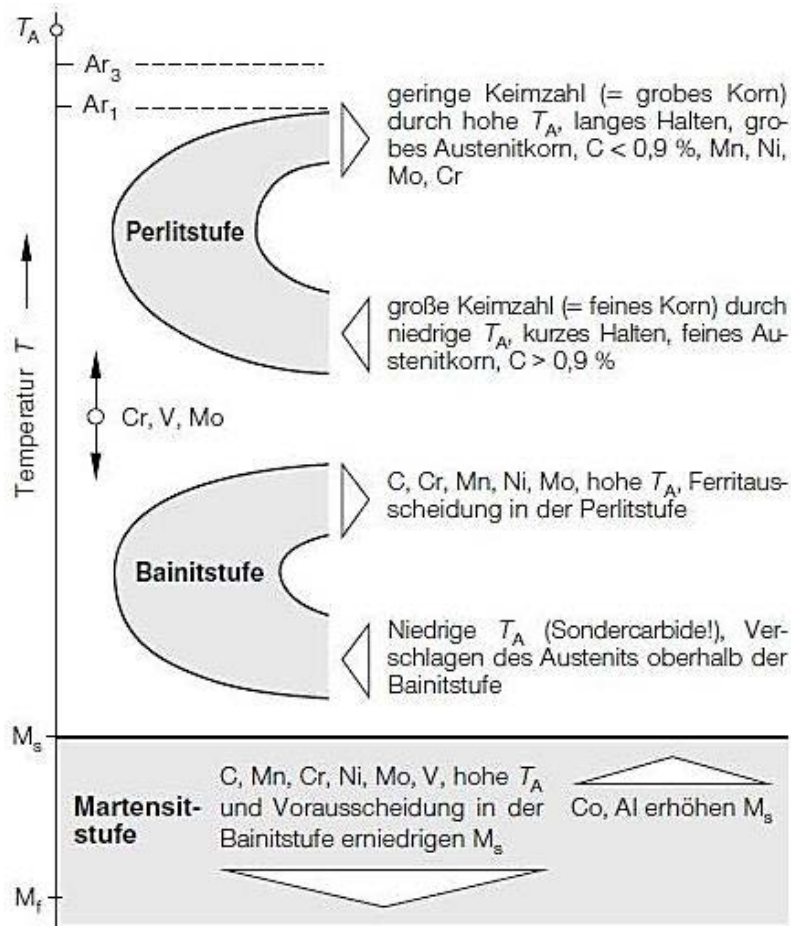 T_A
Ar₃
Ar₁
geringe Keimzahl (= grobes Korn)
durch hohe T_A, langes Halten, gro-
bes Austenitkorn, C < 0,9 %, Mn, Ni,
Mo, Cr
Perlitstufe
große Keimzahl (= feines Korn) durch
niedrige T_A, kurzes Halten, feines Au-
stenitkorn, C > 0,9 %
Temperatur T
Cr, V, Mo
C, Cr, Mn, Ni, Mo, hohe T_A, Ferritaus-
scheidung in der Perlitstufe
Bainitstufe
Niedrige T_A (Sondercarbide!), Ver-
schlagen des Austenits oberhalb der
Bainitstufe
M_s
Martensit-
stufe
C, Mn, Cr, Ni, Mo, V, hohe T_A
und Vorausscheidung in der
Bainitstufe erniedrigen M_s
Co, Al erhöhen M_s
M_f